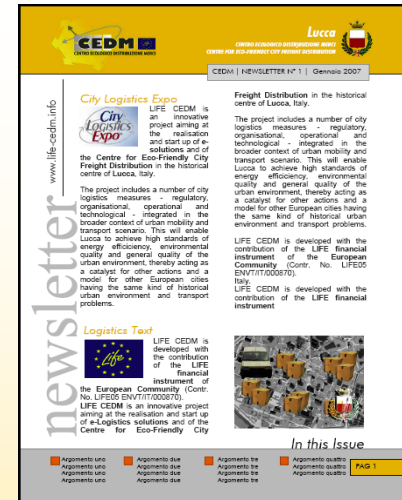 CEDM
CENTRO ECOLOGICO DISTRIBUZIONE MERCI
Lucca
CENTRO ECOLOGICO DISTRIBUZIONE MERCI
CENTRE FOR ECO-FRIENDLY CITY FREIGHT DISTRIBUTION
CEDM | NEWSLETTER N° 1 | Gennaio 2007
www.life-cedm.info
newsletter
City Logistics Expo
City
Logistics
Expo
LIFE CEDM is
an innovative
project aiming at
the realisation
and start up of e-
solutions and of
the Centre for Eco-Friendly City
Freight Distribution in the historical
centre of Lucca, Italy.
The project includes a number of city
logistics measures - regulatory,
organisational, operational and
technological - integrated in the
broader context of urban mobility and
transport scenario. This will enable
Lucca to achieve high standards of
energy efficiency, environmental
quality and general quality of the
urban environment, thereby acting as
a catalyst for other actions and a
model for other European cities
having the same kind of historical
urban environment and transport
problems.
Logistics Text
Life
LIFE CEDM is
developed with
the contribution
of the LIFE
financial
instrument of
the European Community (Contr.
No. LIFE05 ENVT/IT/000870).
LIFE CEDM is an innovative project
aiming at the realisation and start up
of e-Logistics solutions and of the
Centre for Eco-Friendly City
Freight Distribution in the historical
centre of Lucca, Italy.
The project includes a number of city
logistics measures - regulatory,
organisational, operational and
technological - integrated in the
broader context of urban mobility and
transport scenario. This will enable
Lucca to achieve high standards of
energy efficiency, environmental
quality and general quality of the
urban environment, thereby acting as
a catalyst for other actions and a
model for other European cities having
the same kind of historical urban
environment and transport problems.
LIFE CEDM is developed with the
contribution of the LIFE financial
instrument of the European
Community (Contr. No. LIFE05
ENVT/IT/000870).
Italy.
LIFE CEDM is developed with the
contribution of the LIFE financial
instrument
In this Issue
Argomento uno
Argomento uno
Argomento uno
Argomento uno
Argomento due
Argomento due
Argomento due
Argomento due
Argomento tre
Argomento tre
Argomento tre
Argomento tre
Argomento quattro
Argomento quattro
Argomento quattro
Argomento quattro
PAG 1